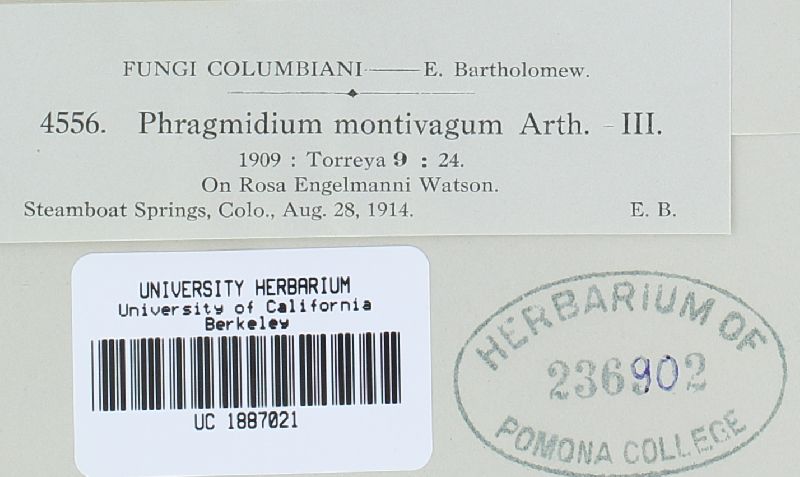 FUNGI COLUMBIANI—E. Bartholomew.
4556. Phragmidium montivagum Arth. – III.
1909 : Torreya 9 : 24.
On Rosa Engelmanni Watson.
Steamboat Springs, Colo., Aug. 28, 1914. E. B.
UNIVERSITY HERBARIUM
University of California
Berkeley
UC 1887021
HERBARIUM OF
236902
POMONA COLLEGE